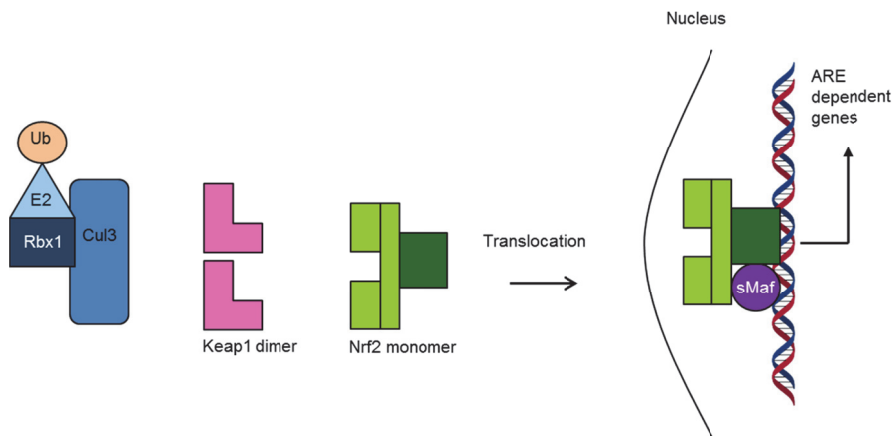 Nucleus
ARE
dependent
genes
Ub
E2
Rbx1
Cul3
Translocation
sMaf
Keap1 dimer
Nrf2 monomer